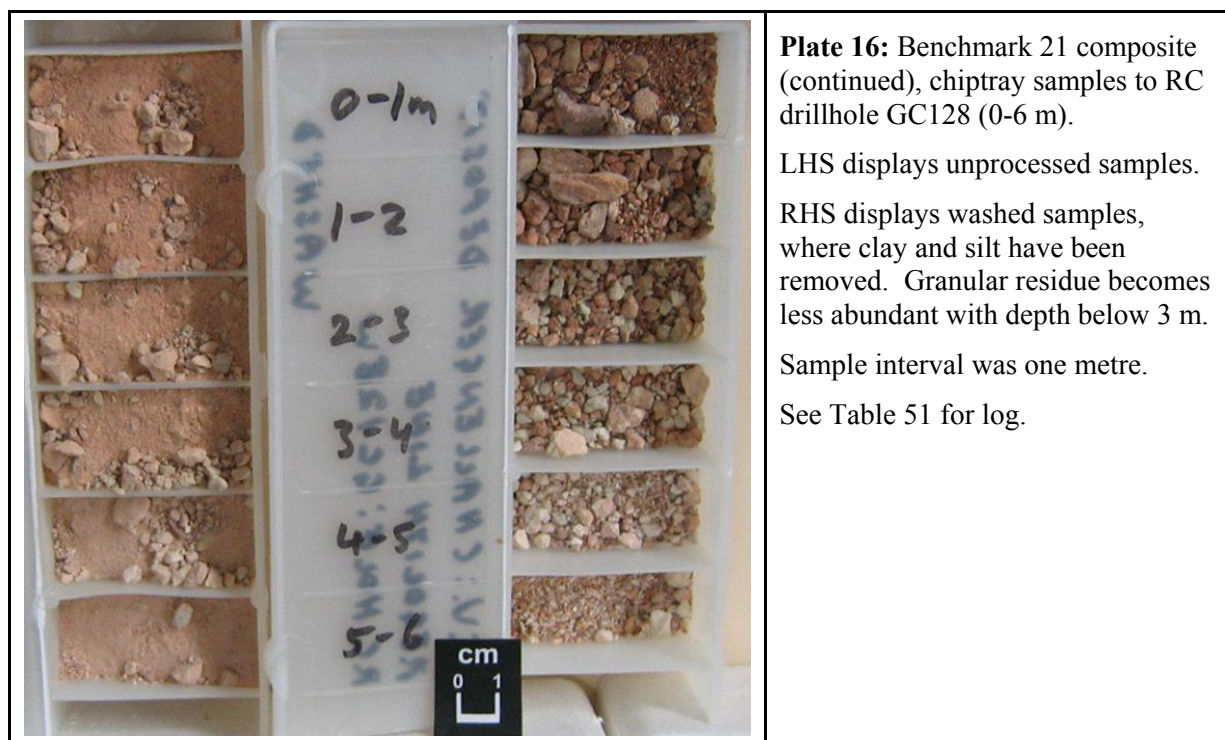 0-1m
1-2
2-3
3-4
4-5
5-6
WASHED
CHALLENGER DEPOSIT
cm
0 1
Plate 16: Benchmark 21 composite
(continued), chiptray samples to RC
drillhole GC128 (0-6 m).
LHS displays unprocessed samples.
RHS displays washed samples,
where clay and silt have been
removed. Granular residue becomes
less abundant with depth below 3 m.
Sample interval was one metre.
See Table 51 for log.